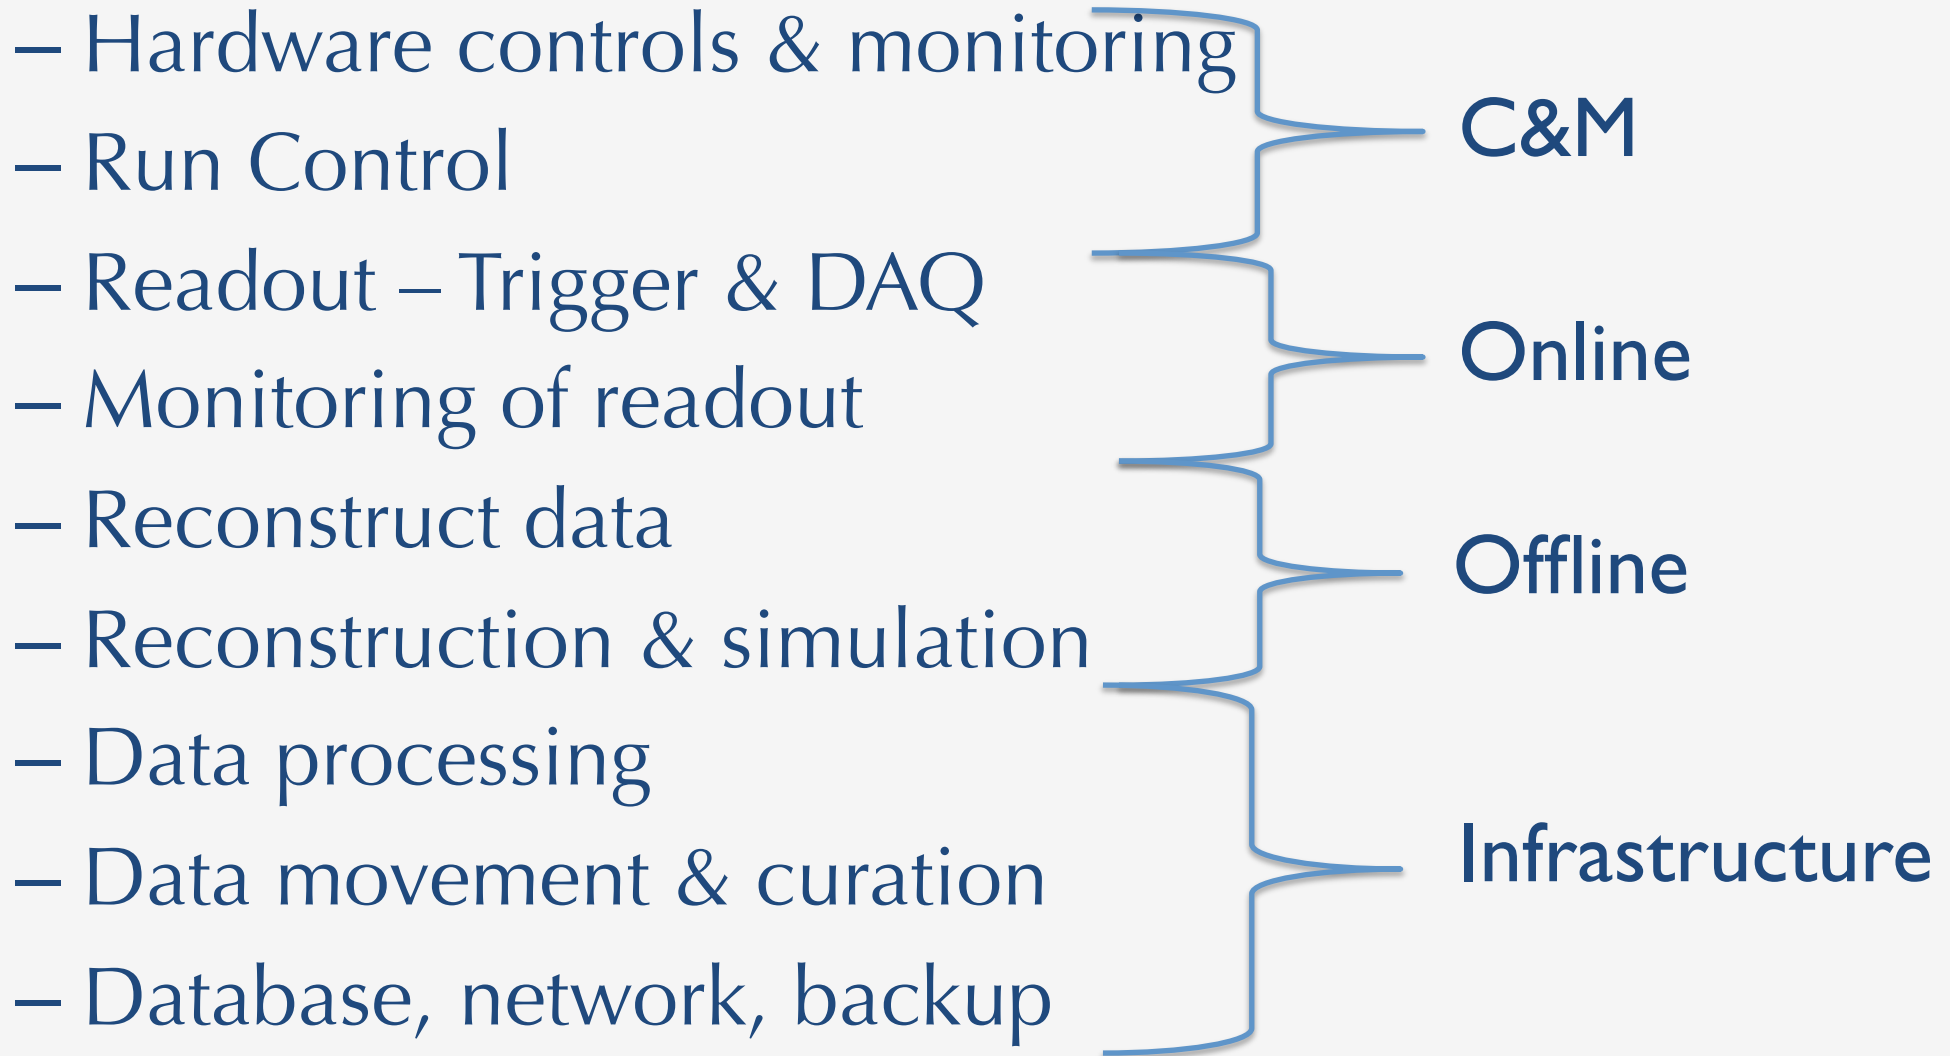 – Hardware controls & monitoring
– Run Control
C&M
– Readout – Trigger & DAQ
– Monitoring of readout
Online
– Reconstruct data
– Reconstruction & simulation
Offline
– Data processing
– Data movement & curation
– Database, network, backup
Infrastructure